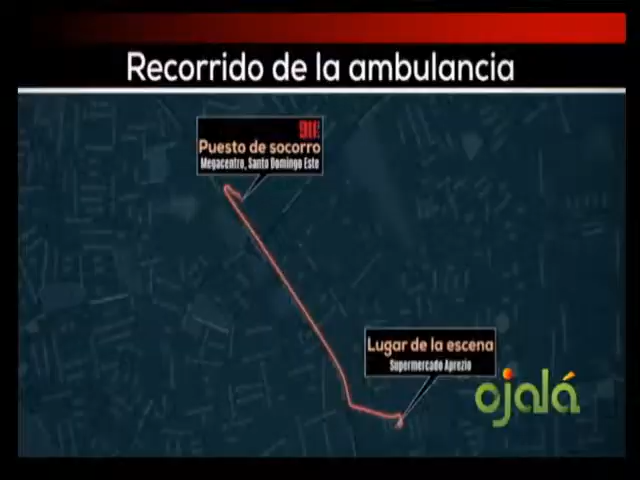 Recorrido de la ambulancia
911
Puesto de socorro
Megacentro, Santo Domingo Este
Lugar de la escena
Supermercado Aprezio
ojalá